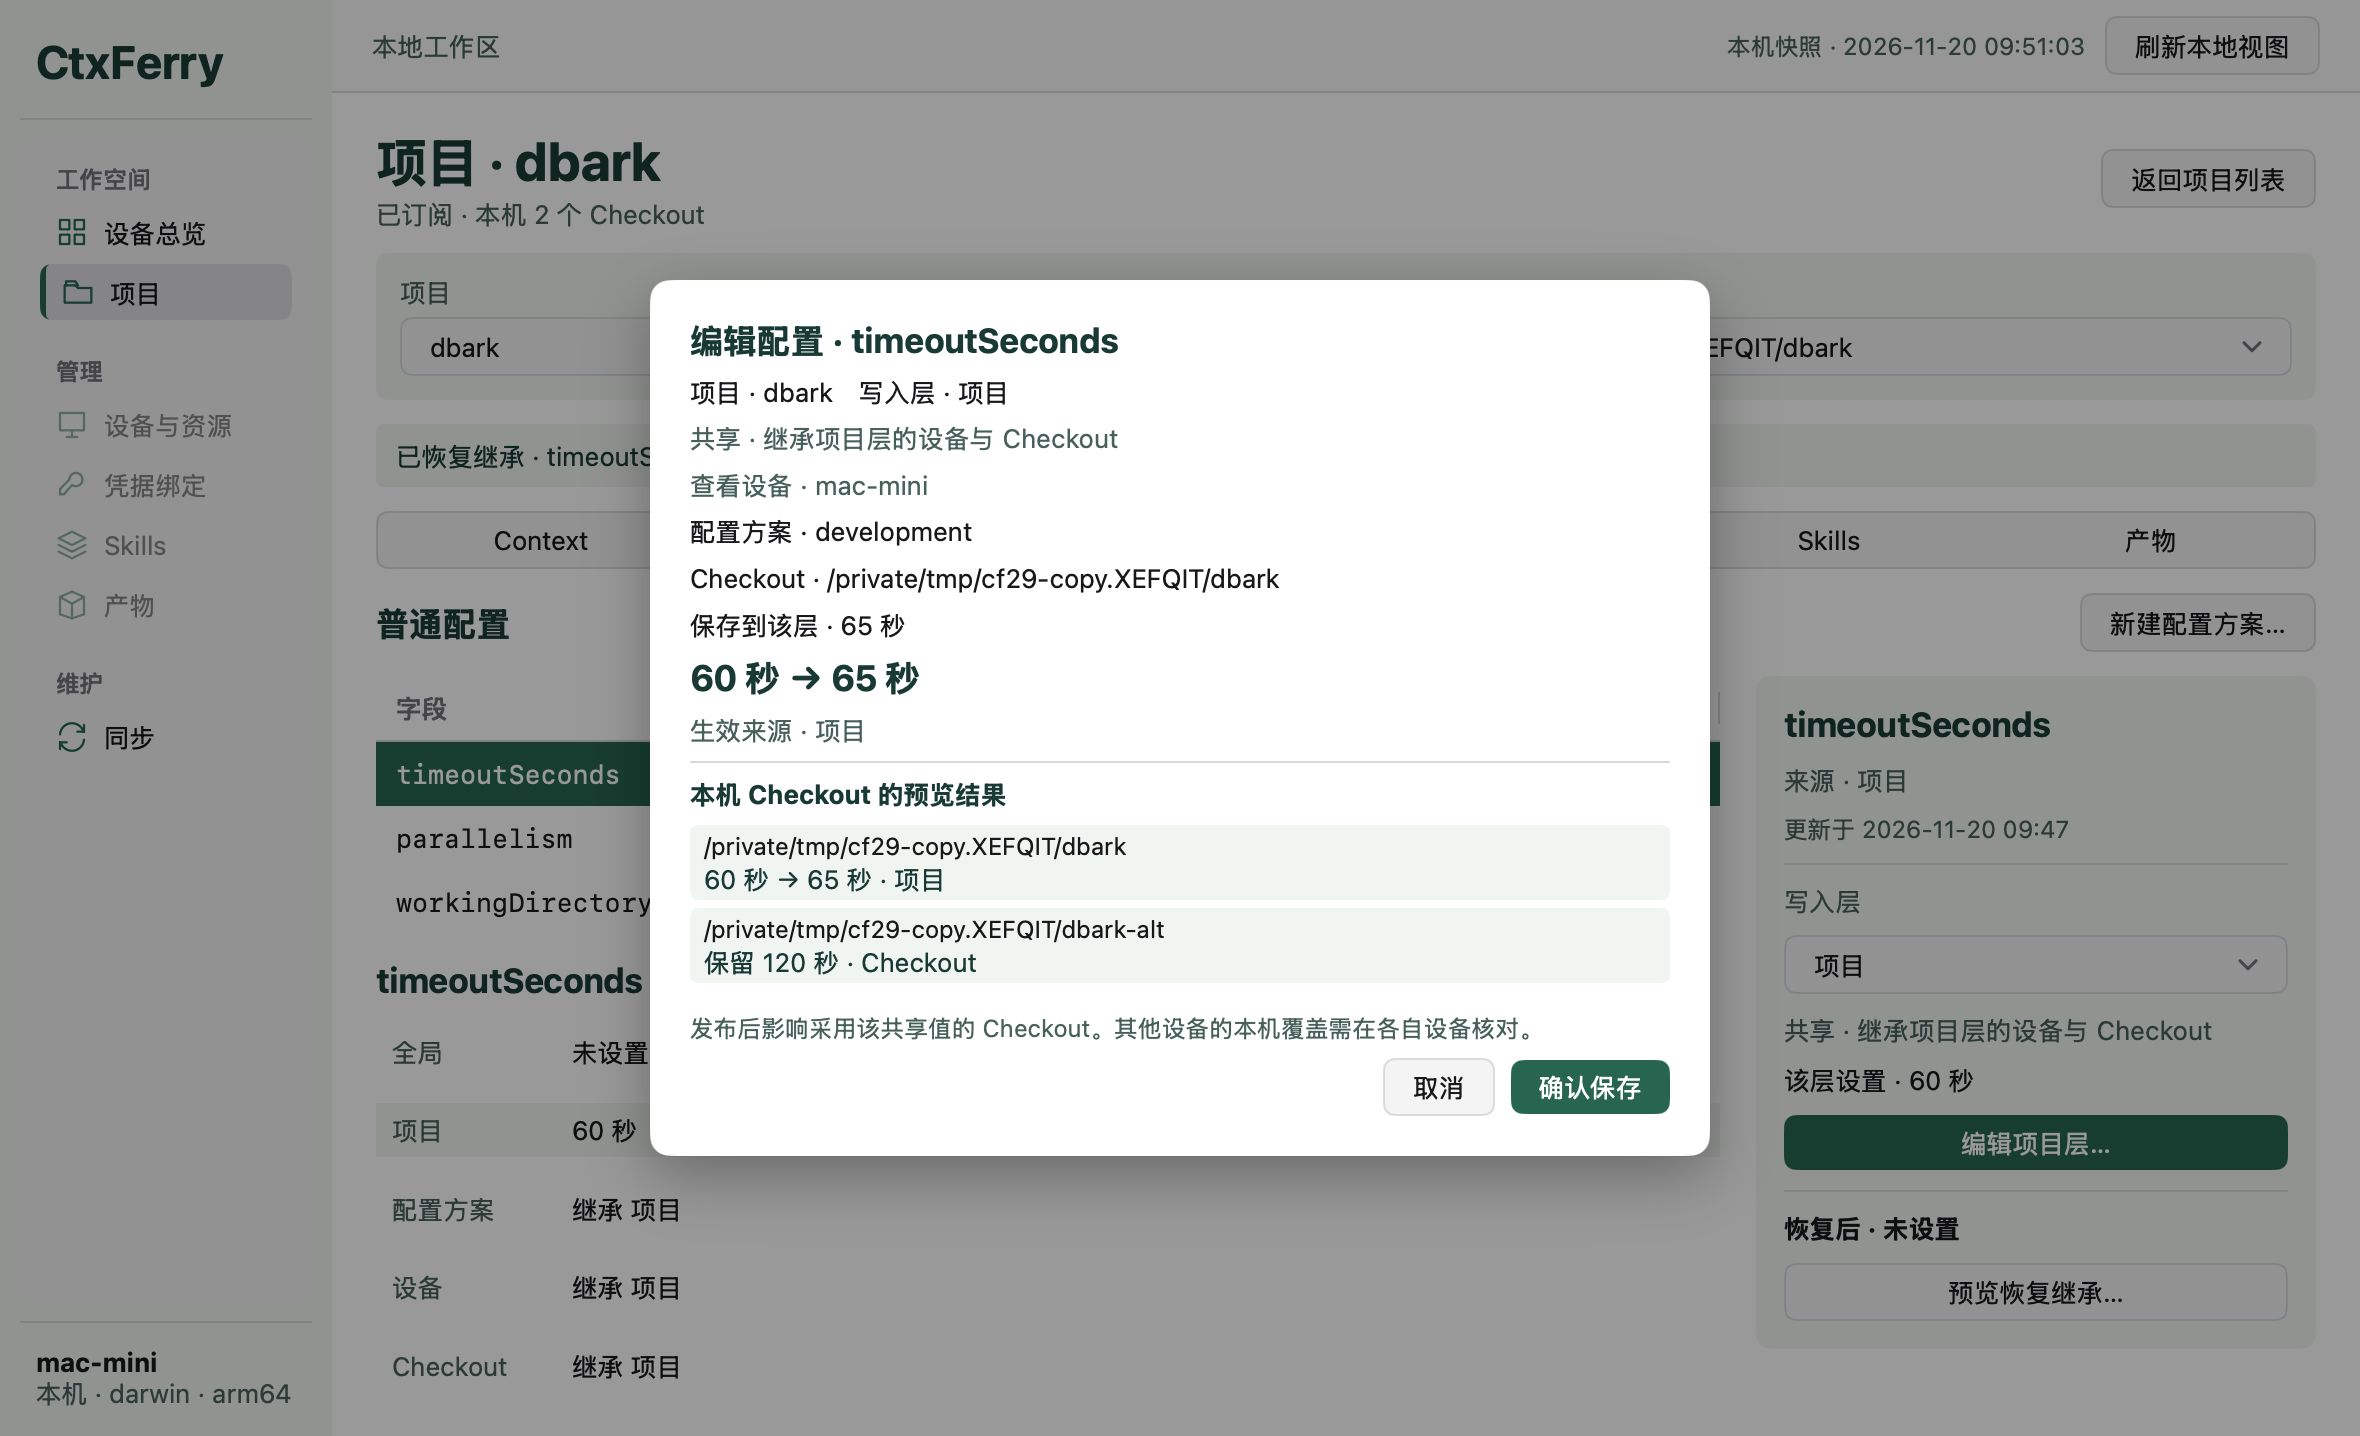 CtxFerry
工作空间
设备总览
项目
管理
设备与资源
凭据绑定
Skills
产物
维护
同步
mac-mini
本机 · darwin · arm64
本地工作区
本机快照 · 2026-11-20 09:51:03
刷新本地视图
项目 · dbark
已订阅 · 本机 2 个 Checkout
返回项目列表
项目
dbark
EFQIT/dbark
已恢复继承 · timeoutS
Context
Skills
产物
普通配置
新建配置方案...
字段
timeoutSeconds
parallelism
workingDirectory
timeoutSeconds
全局 未设置
项目 60 秒
配置方案 继承 项目
设备 继承 项目
Checkout 继承 项目
编辑配置 · timeoutSeconds
项目 · dbark 写入层 · 项目
共享 · 继承项目层的设备与 Checkout
查看设备 · mac-mini
配置方案 · development
Checkout · /private/tmp/cf29-copy.XEFQIT/dbark
保存到该层 · 65 秒
60 秒 → 65 秒
生效来源 · 项目
本机 Checkout 的预览结果
/private/tmp/cf29-copy.XEFQIT/dbark
60 秒 → 65 秒 · 项目
/private/tmp/cf29-copy.XEFQIT/dbark-alt
保留 120 秒 · Checkout
发布后影响采用该共享值的 Checkout。其他设备的本机覆盖需在各自设备核对。
取消
确认保存
timeoutSeconds
来源 · 项目
更新于 2026-11-20 09:47
写入层
项目
共享 · 继承项目层的设备与 Checkout
该层设置 · 60 秒
编辑项目层...
恢复后 · 未设置
预览恢复继承...